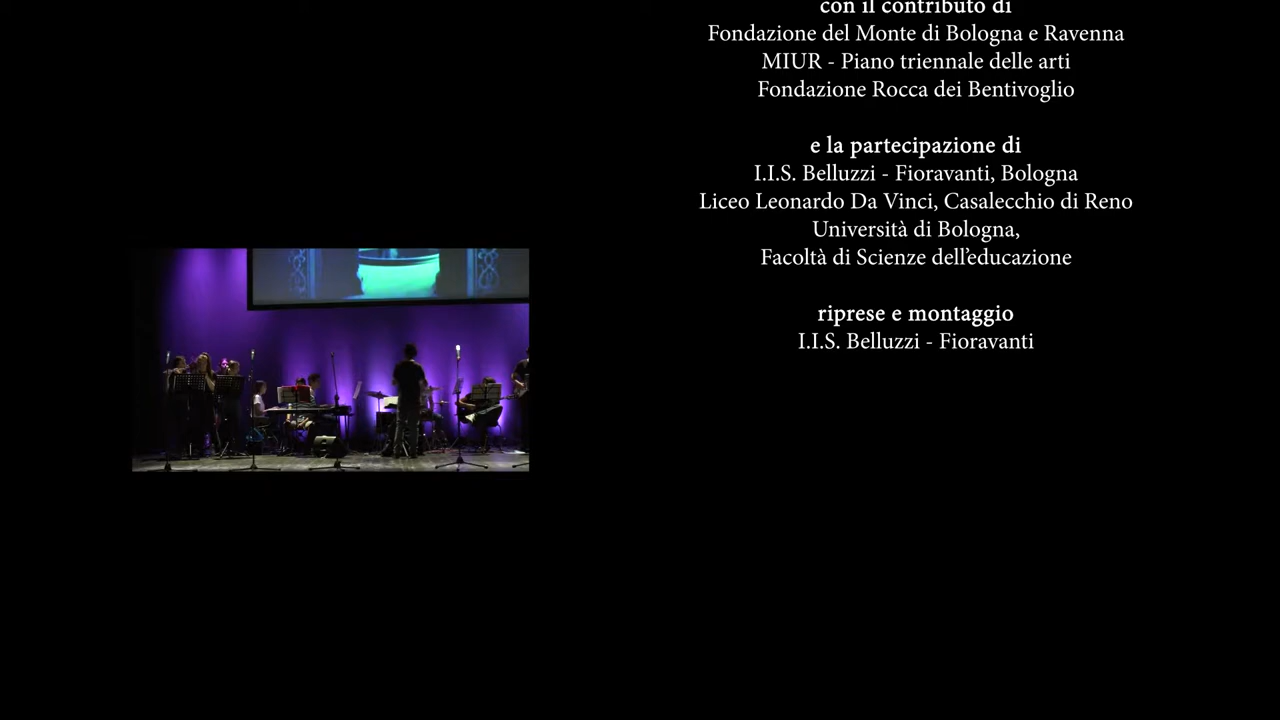 con il contributo di
Fondazione del Monte di Bologna e Ravenna
MIUR - Piano triennale delle arti
Fondazione Rocca dei Bentivoglio
e la partecipazione di
I.I.S. Belluzzi - Fioravanti, Bologna
Liceo Leonardo Da Vinci, Casalecchio di Reno
Università di Bologna,
Facoltà di Scienze dell’educazione
riprese e montaggio
I.I.S. Belluzzi - Fioravanti